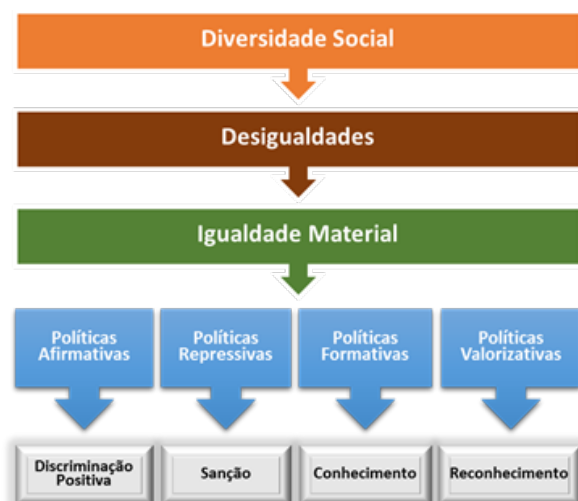 Diversidade Social
Desigualdades
Igualdade Material
Políticas
Afirmativas
Políticas
Repressivas
Políticas
Formativas
Políticas
Valorizativas
Discriminação
Positiva
Sanção
Conhecimento
Reconhecimento